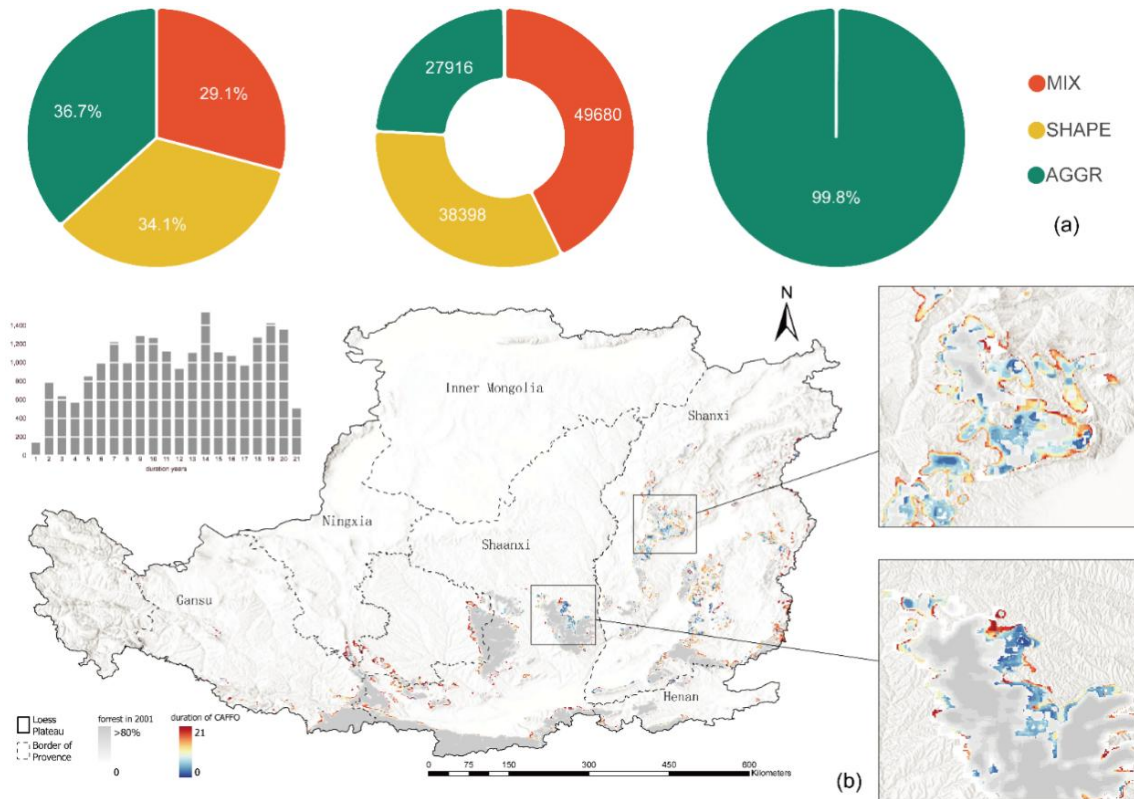 36.7%
29.1%
34.1%
27916
49680
38398
99.8%
MIX
SHAPE
AGGR
(a)
1,400
1,200
1,000
800
600
400
200
0
1 2 3 4 5 6 7 8 9 10 11 12 13 14 15 16 17 18 19 20 21
duration years
N
Inner Mongolia
Shanxi
Ningxia
Shaanxi
Gansu
Henan
Loess
Plateau
Border of
Provence
forrest in 2001
>80%
0
duration of CAFFO
21
0
0 75 150 300 450 600
Kilometers
(b)